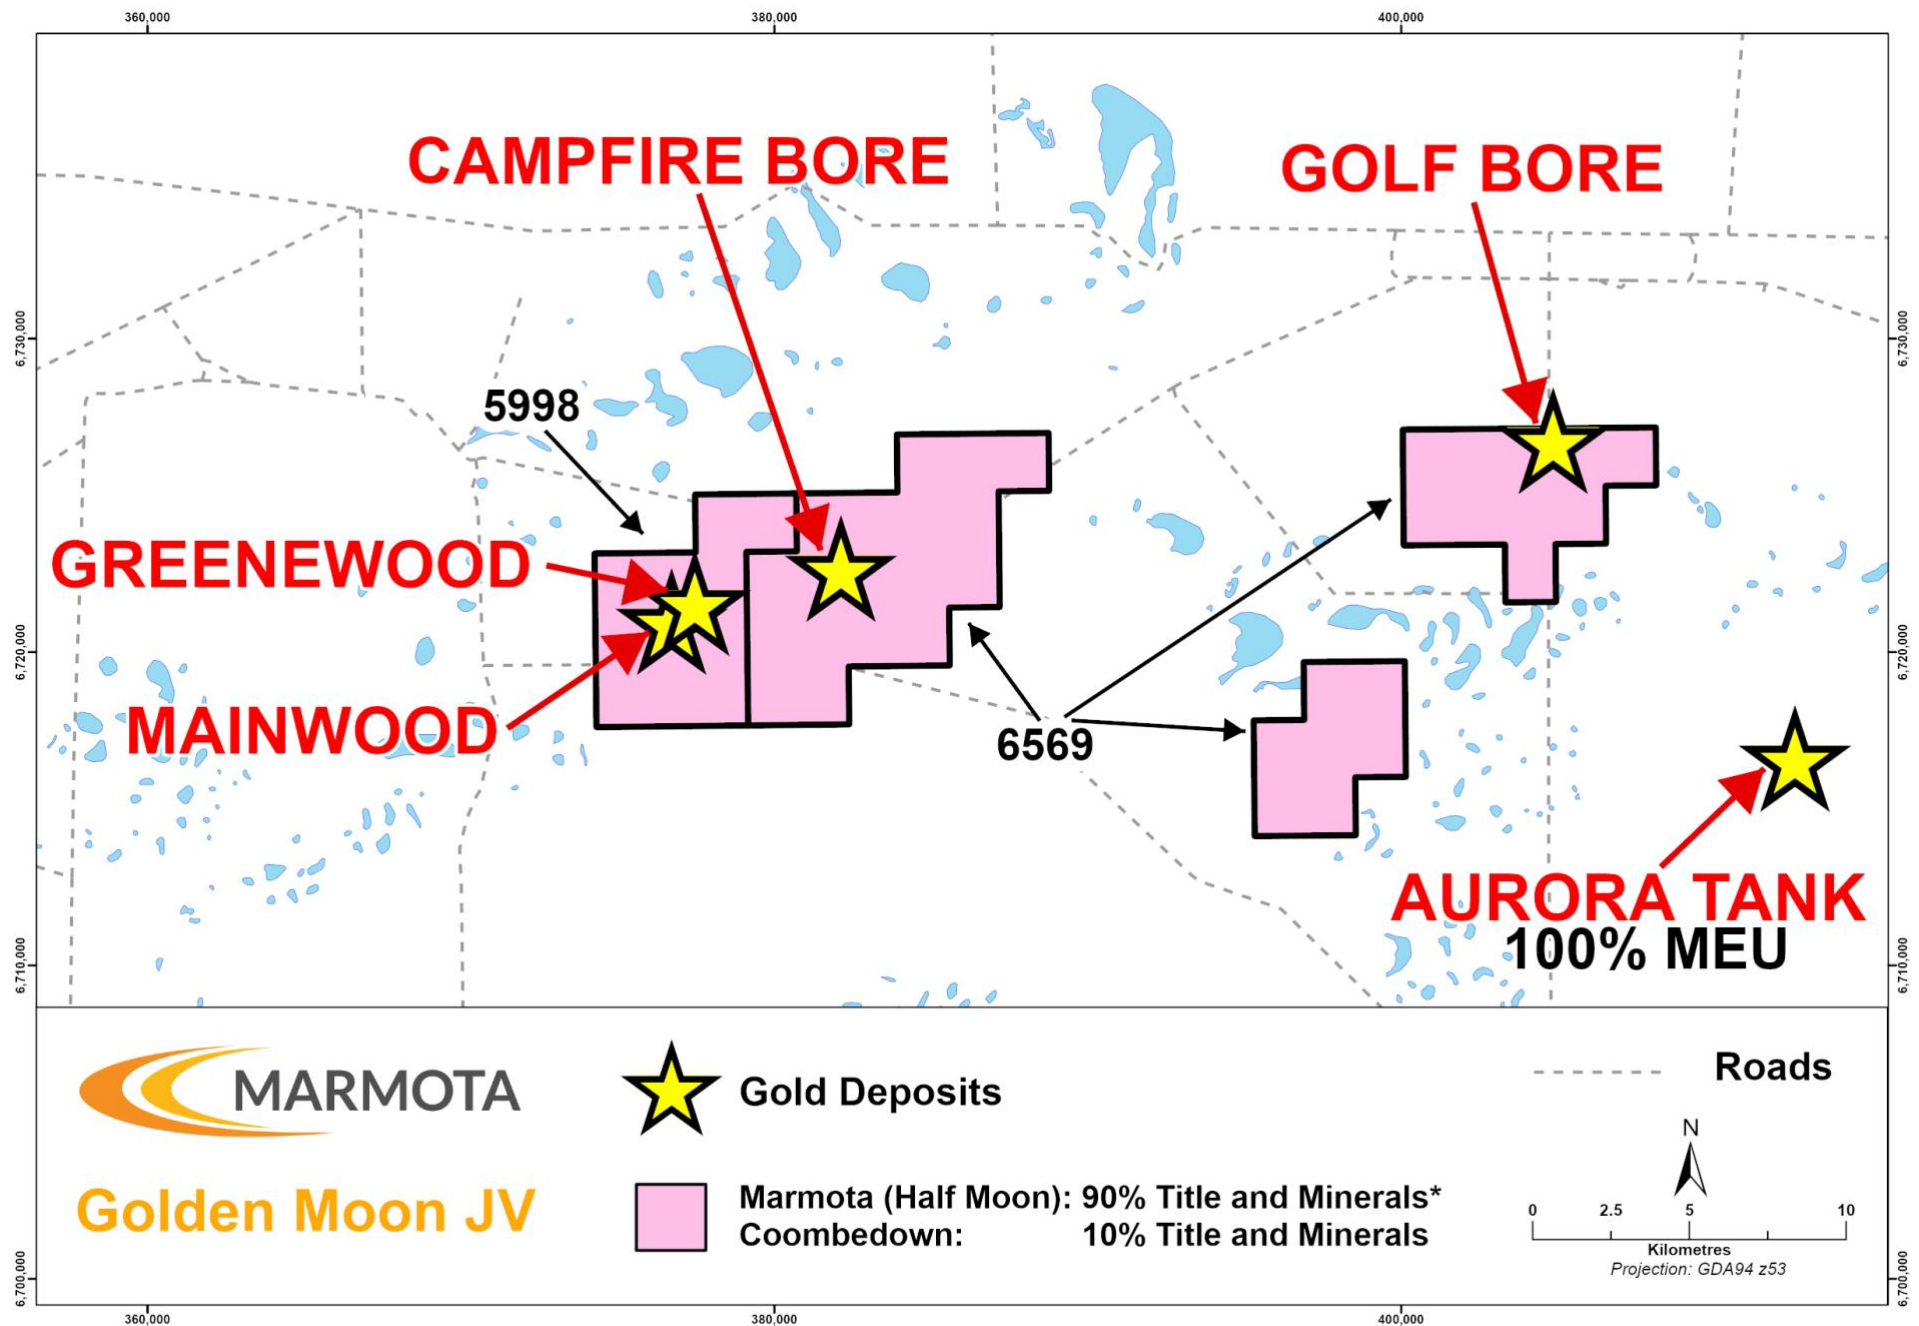 360,000
380,000
400,000
CAMPFIRE BORE
GOLF BORE
6,730,000
6,730,000
5998
GREENEWOOD
6,720,000
6,720,000
MAINWOOD
6569
AURORA TANK
100% MEU
6,710,000
6,710,000
MARMOTA
Gold Deposits
Roads
N
Golden Moon JV
Marmota (Half Moon): 90% Title and Minerals*
Coombedown: 10% Title and Minerals
0 2.5 5 10
Kilometres
Projection: GDA94 z53
6,700,000
6,700,000
360,000
380,000
400,000